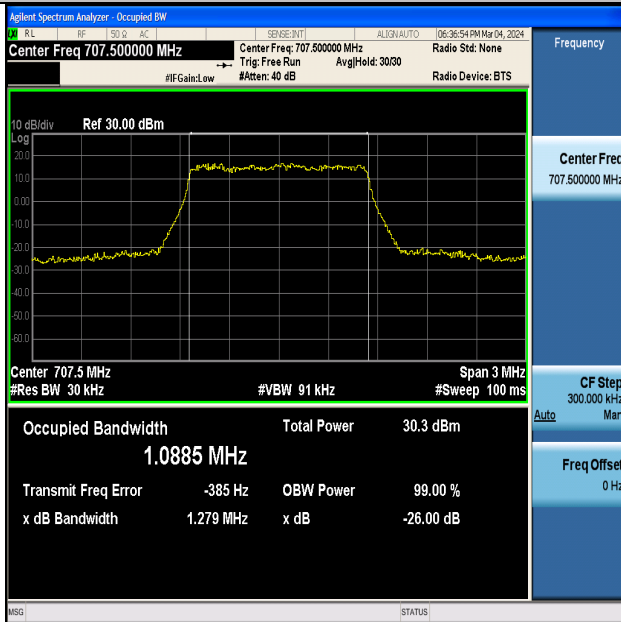 Agilent Spectrum Analyzer - Occupied BW
LXI RL RF 50 Ω AC SENSE:INT ALIGN AUTO 06:36:54 PM Mar 04, 2024
Center Freq 707.500000 MHz
Center Freq: 707.500000 MHz
Radio Std: None
Trig: Free Run Avg|Hold: 30/30
#IFGain:Low
#Atten: 40 dB
Radio Device: BTS
Frequency
10 dB/div Ref 30.00 dBm
Log
20.0
10.0
0.00
-10.0
-20.0
-30.0
-40.0
-50.0
-60.0
Center 707.5 MHz
Span 3 MHz
#Res BW 30 kHz
#VBW 91 kHz
#Sweep 100 ms
Center Freq
707.500000 MHz
CF Step
300.000 kHz
Auto Man
Freq Offset
0 Hz
Occupied Bandwidth
Total Power 30.3 dBm
1.0885 MHz
Transmit Freq Error -385 Hz
OBW Power 99.00 %
x dB Bandwidth 1.279 MHz
x dB -26.00 dB
MSG
STATUS